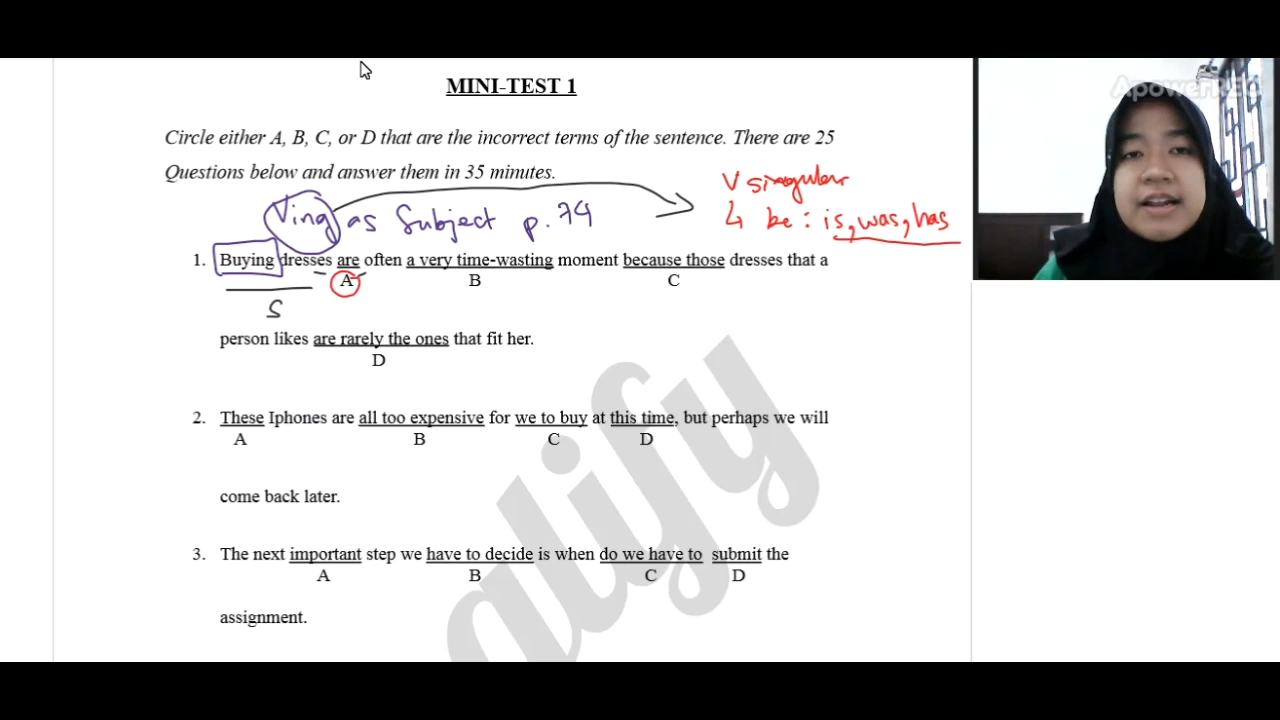 ApowerREC
MINI-TEST 1
Circle either A, B, C, or D that are the incorrect terms of the sentence. There are 25
Questions below and answer them in 35 minutes.
V singular
Ving as Subject p. 74
↳ be : is, was, has
1. Buying dresses are often a very time-wasting moment because those dresses that a
A B C
S
person likes are rarely the ones that fit her.
D
2. These Iphones are all too expensive for we to buy at this time, but perhaps we will
A B C D
come back later.
3. The next important step we have to decide is when do we have to submit the
A B C D
assignment.
alify